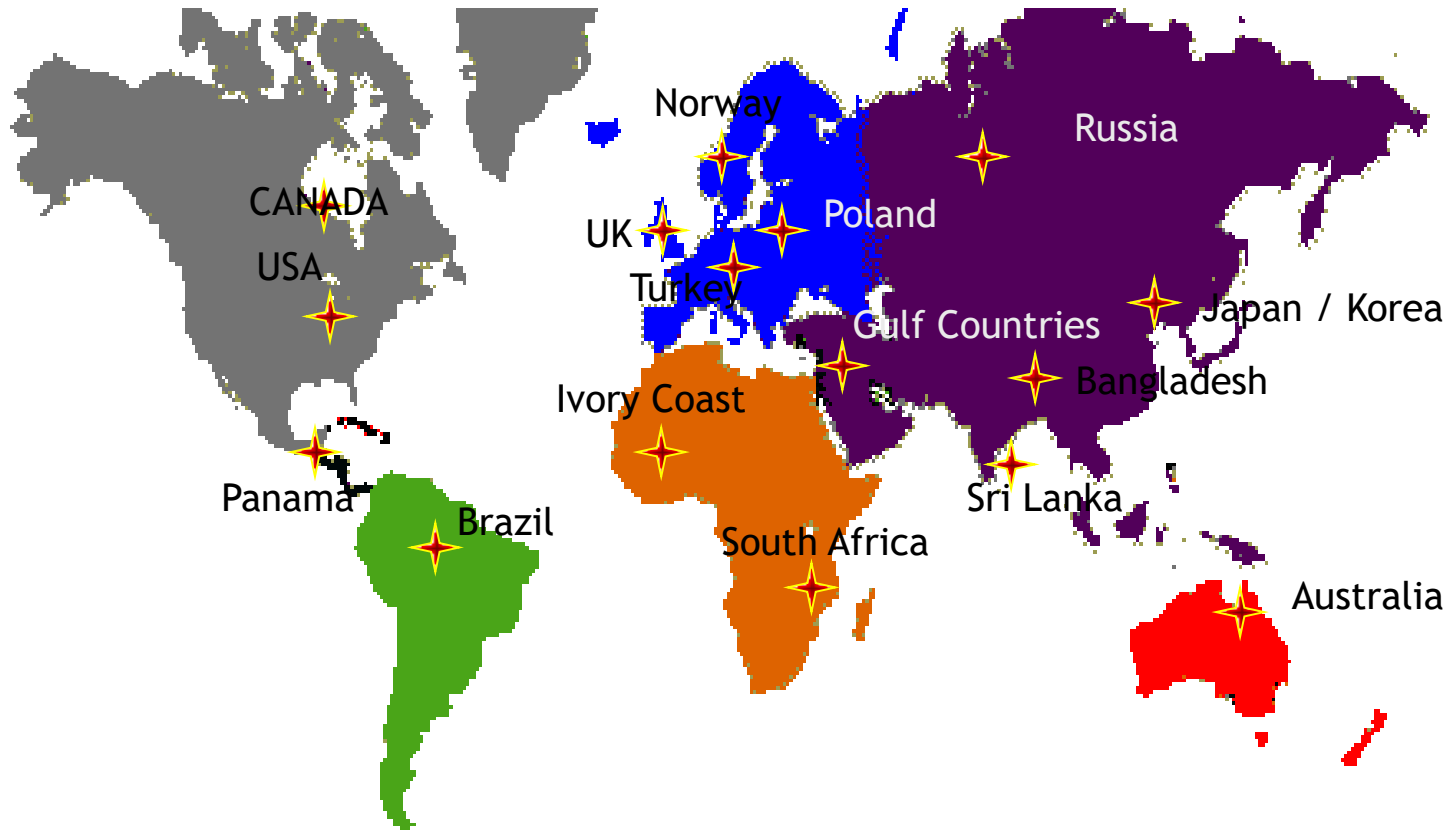 Norway
Russia
CANADA
Poland
UK
USA
Turkey
Japan / Korea
Gulf Countries
Bangladesh
Ivory Coast
Panama
Sri Lanka
Brazil
South Africa
Australia